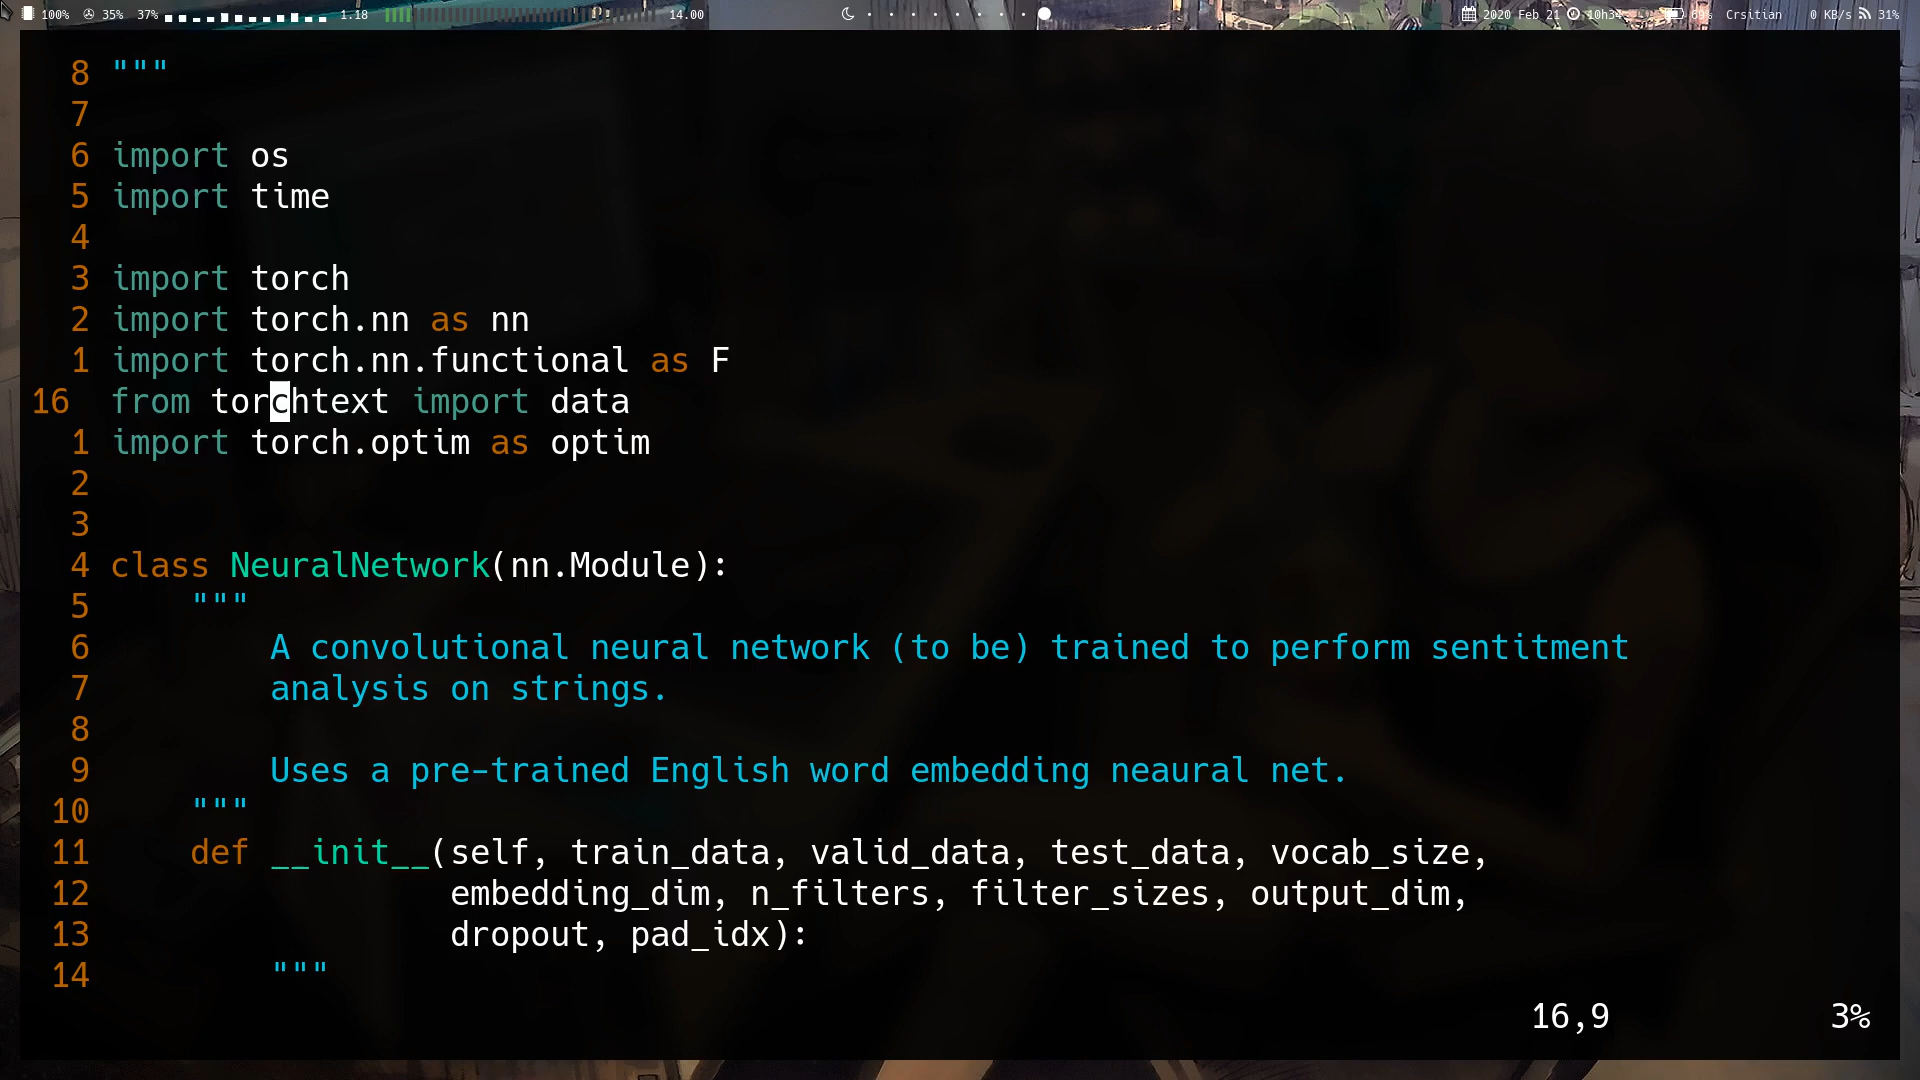 100% 35% 37% 1.18 14.00 2020 Feb 21 10h34 Crsitian 0 KB/s 31%
8 """
7
6 import os
5 import time
4
3 import torch
2 import torch.nn as nn
1 import torch.nn.functional as F
16 from torchtext import data
1 import torch.optim as optim
2
3
4 class NeuralNetwork(nn.Module):
5 """
6 A convolutional neural network (to be) trained to perform sentitment
7 analysis on strings.
8
9 Uses a pre-trained English word embedding neaural net.
10 """
11 def __init__(self, train_data, valid_data, test_data, vocab_size,
12 embedding_dim, n_filters, filter_sizes, output_dim,
13 dropout, pad_idx):
14 """
16,9 3%